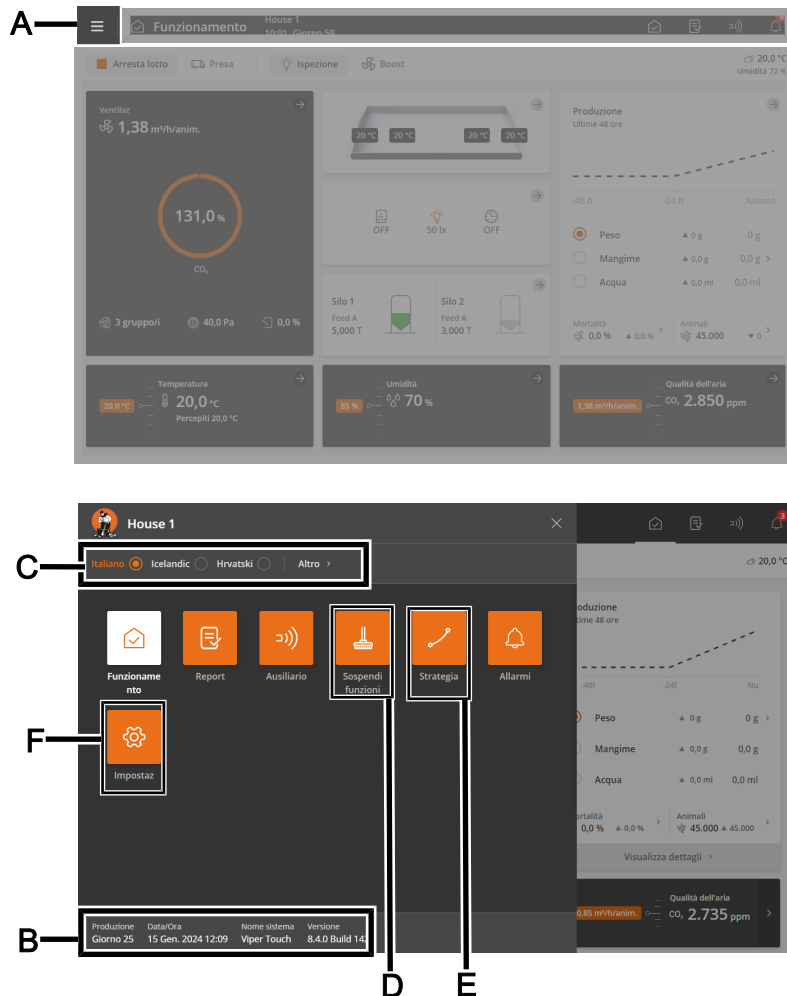 A
Funzionamento
House 1
10:01 Giorno 59
3
Arresta lotto
Presa
Ispezione
Boost
20,0 °C
Umidità 72 %
Ventilaz
1,38 m³/h/anim.
131,0 %
CO₂
3 gruppo/i
40,0 Pa
0,0 %
20 °C
20 °C
20 °C
20 °C
OFF
50 lx
OFF
Silo 1
Feed A
5,000 T
Silo 2
Feed A
3,000 T
Produzione
Ultime 48 ore
-48 h
-24 h
Adesso
Peso
▲ 0 g
0 g
Mangime
▲ 0,0 g
0,0 g >
Acqua
▲ 0,0 ml
0,0 ml
Mortalità
0,0 %
▲ 0,0 %
Animali
45.000
▼ 0
Temperatura
20,0 °C
20,0 °C
Percepiti 20,0 °C
Umidità
85 %
70 %
Qualità dell'aria
1,38 m³/h/anim.
CO₂ 2.850 ppm
House 1
3
C
Italiano
Icelandic
Hrvatski
Altro >
20,0 °C
Funzioname
nto
Report
Ausiliario
Sospendi
funzioni
Strategia
Allarmi
F
Impostaz
oduzione
time 48 ore
-48t
-24t
Nu
Peso
▲ 0 g
0 g >
Mangime
▲ 0,0 g
0,0 g
Acqua
▲ 0,0 ml
0,0 ml
ortalità
0,0 %
▲ 0,0 %
Animali
45.000
▲ 45.000
Visualizza dettagli >
Qualità dell'aria
0,85 m³/h/anim.
CO₂ 2.735 ppm
B
Produzione
Giorno 25
Data/Ora
15 Gen. 2024 12:09
Nome sistema
Viper Touch
Versione
8.4.0 Build 142
D
E